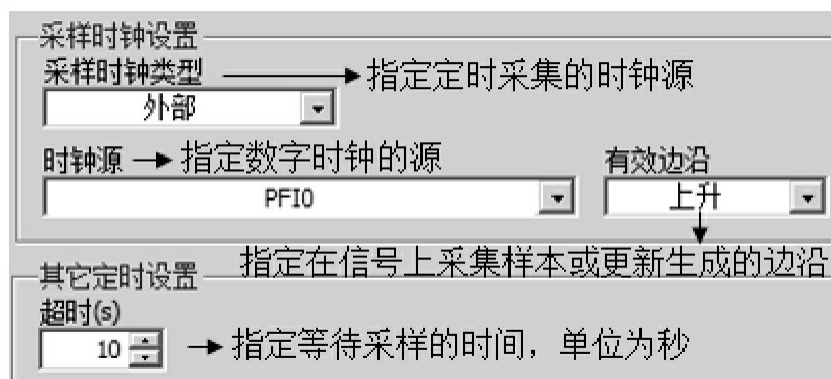 采样时钟设置
采样时钟类型 指定定时采集的时钟源
外部
时钟源 指定数字时钟的源 有效边沿
PFI0 上升
指定在信号上采集样本或更新生成的边沿
其它定时设置
超时(s)
10 指定等待采样的时间，单位为秒